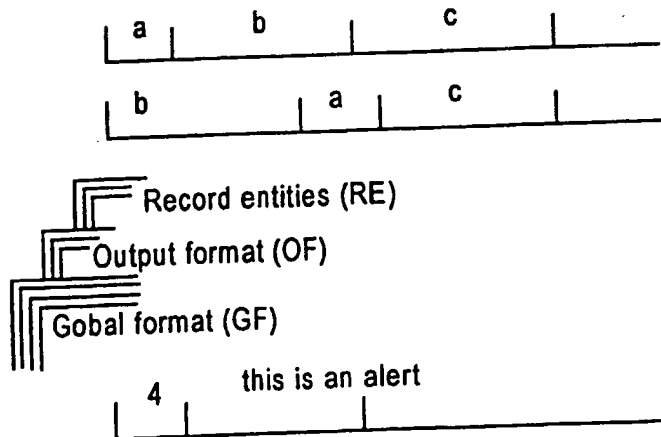 a b c
b a c
Record entities (RE)
Output format (OF)
Gobal format (GF)
4 this is an alert